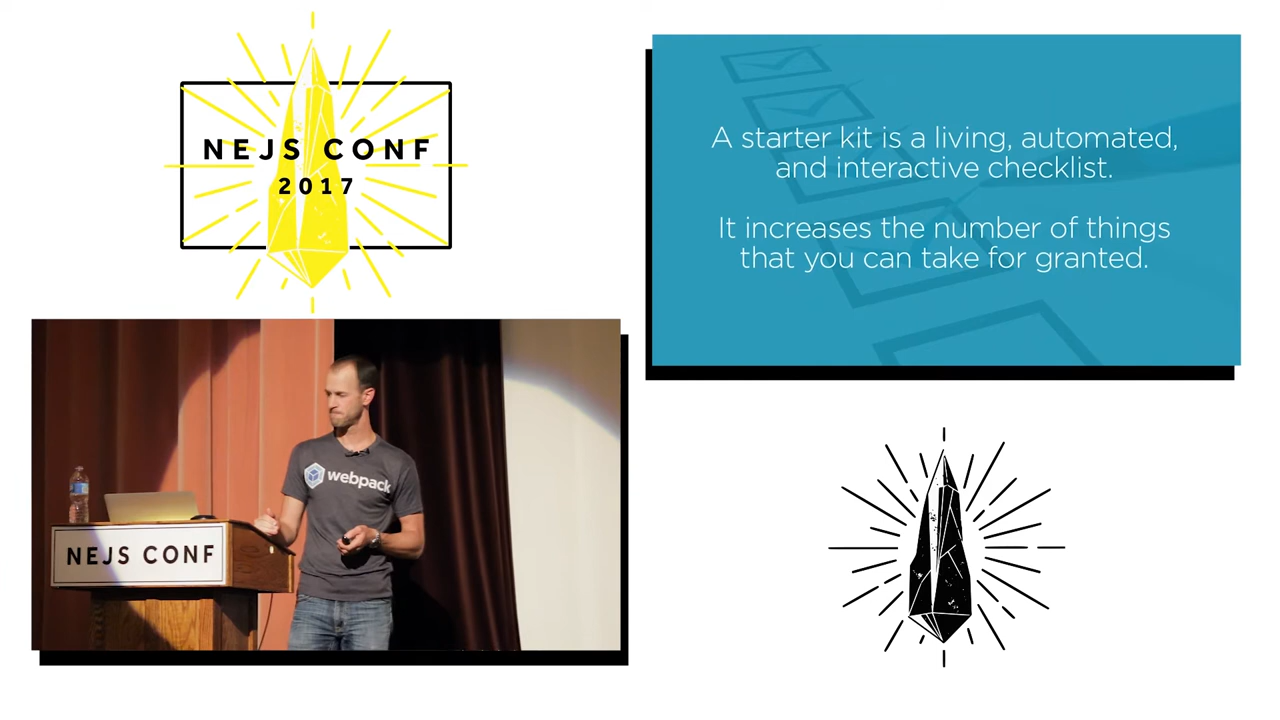 NEJS CONF
2017
A starter kit is a living, automated,
and interactive checklist.
It increases the number of things
that you can take for granted.
webpack
NEJS CONF